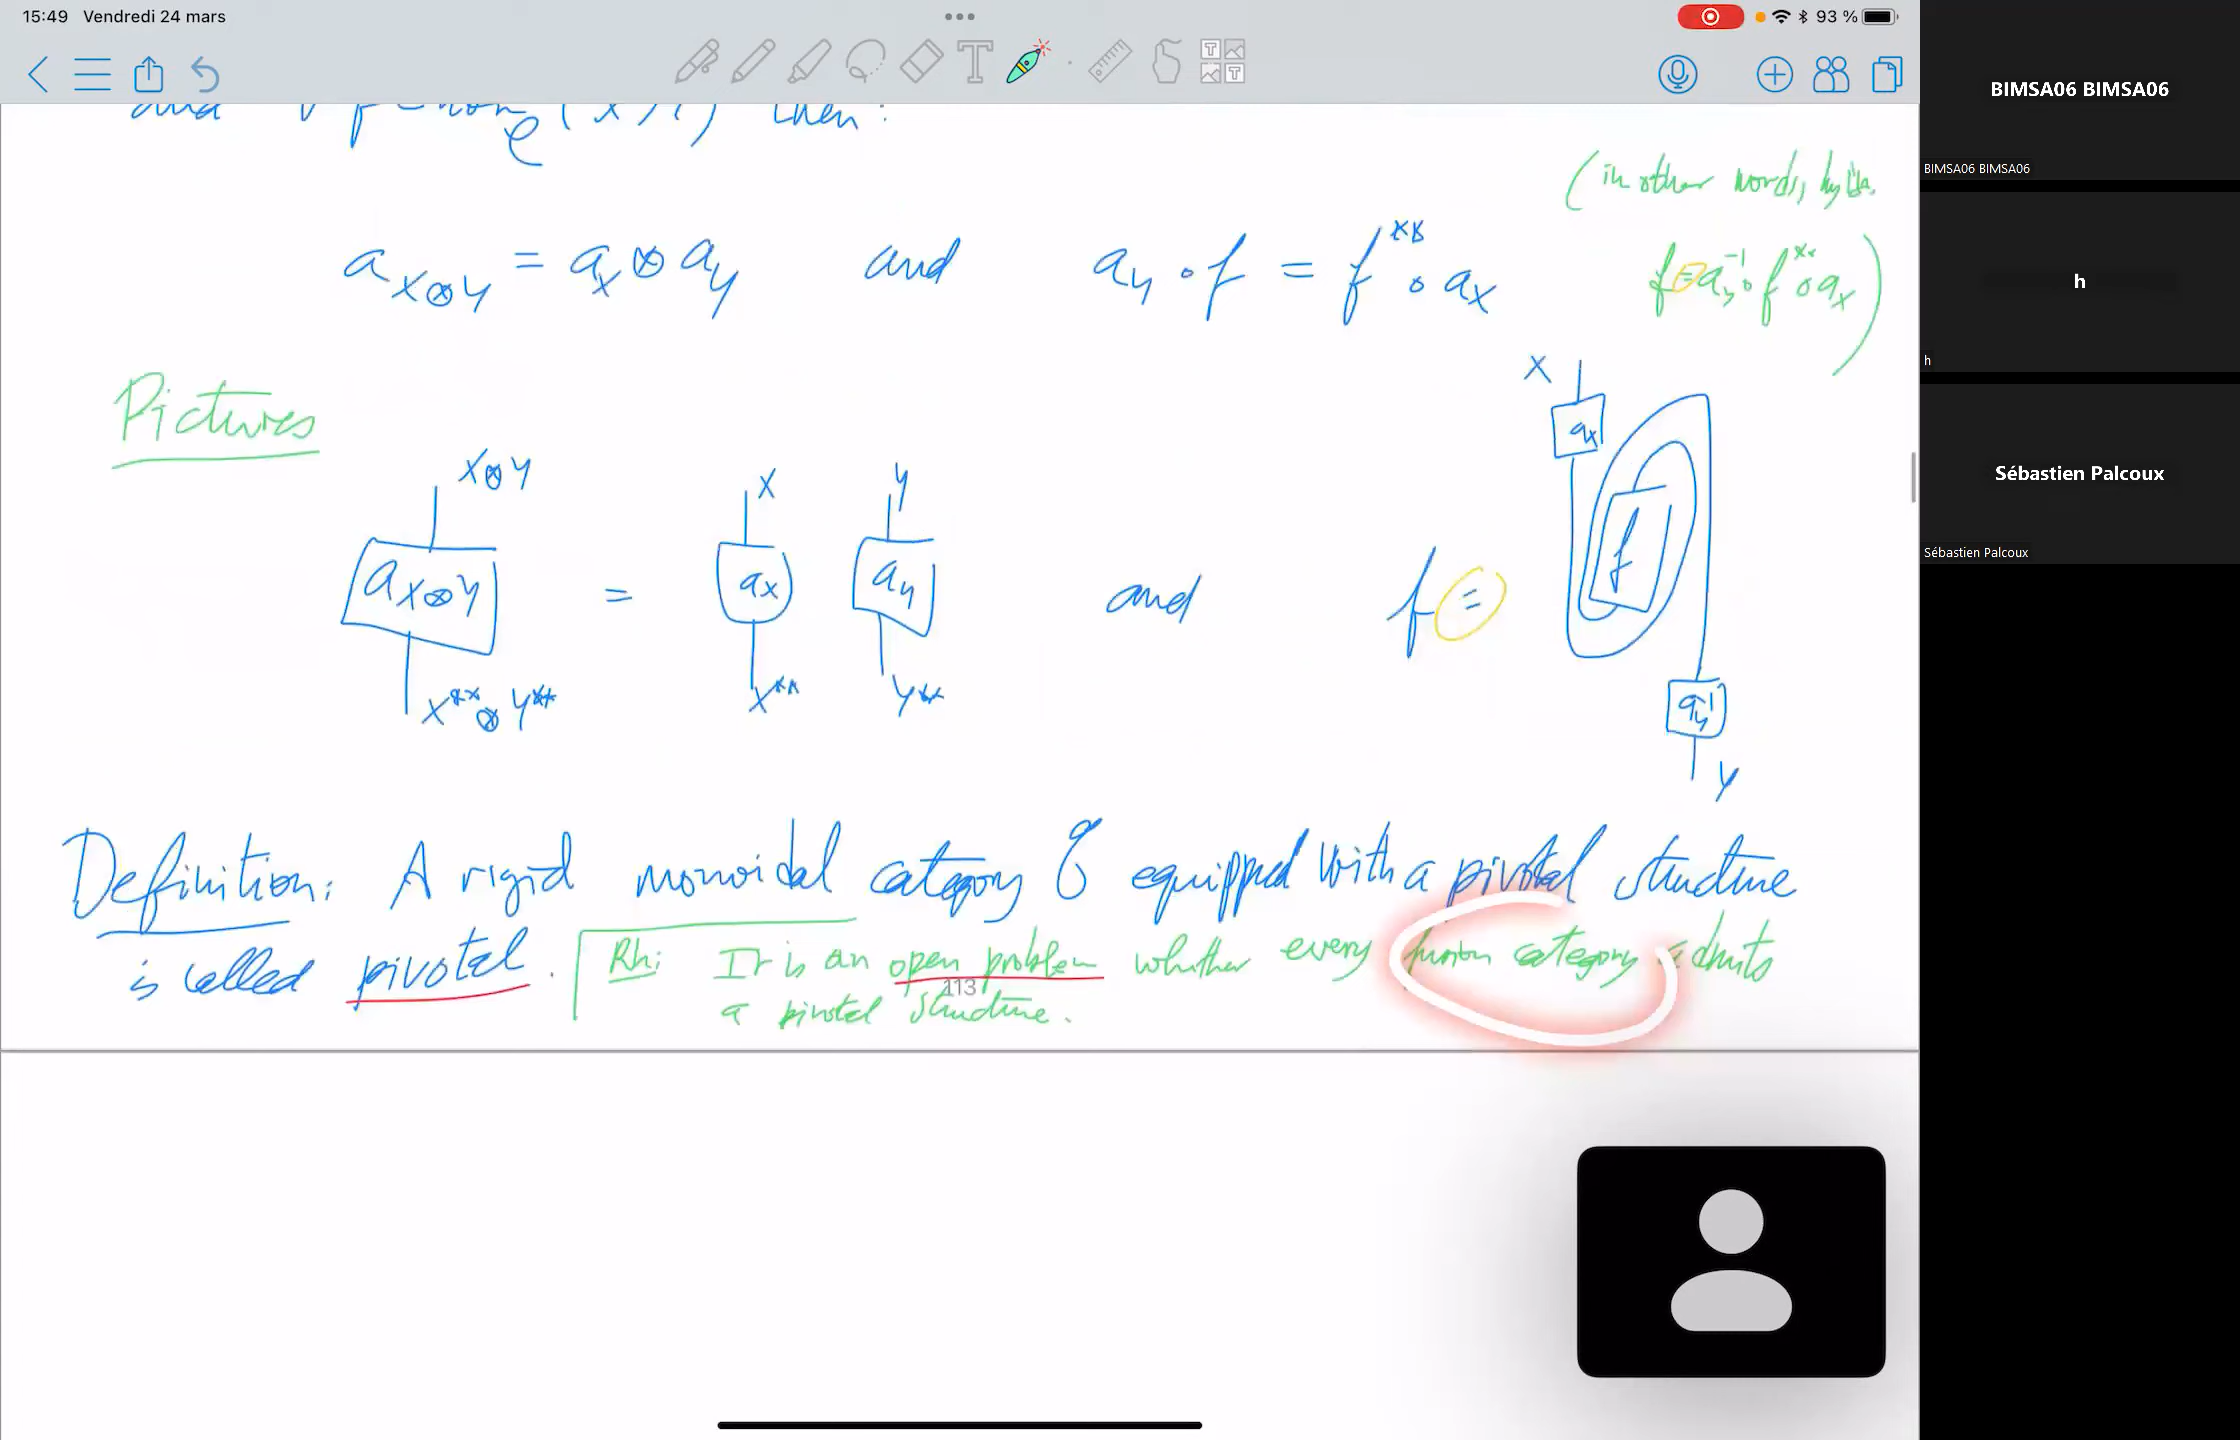 15:49 Vendredi 24 mars
93 %
then:
(in other words, by
a_{X⊗Y} = a_X ⊗ a_Y and a_Y ∘ f = f^{**} ∘ a_X
f = a_Y^{-1} ∘ f^{**} ∘ a_X)
Pictures
X⊗Y X Y X
a_X
a_{X⊗Y} = a_X a_Y and f = f
X^{**}⊗Y^{**} X^{**} Y^{**}
a_Y^{-1}
Y
Definition: A rigid monoidal category C equipped with a pivotal structure
is called pivotal. Rk: It is an open problem whether every fusion category admits
a pivotal structure.
113
BIMSA06 BIMSA06
BIMSA06 BIMSA06
h
h
Sébastien Palcoux
Sébastien Palcoux